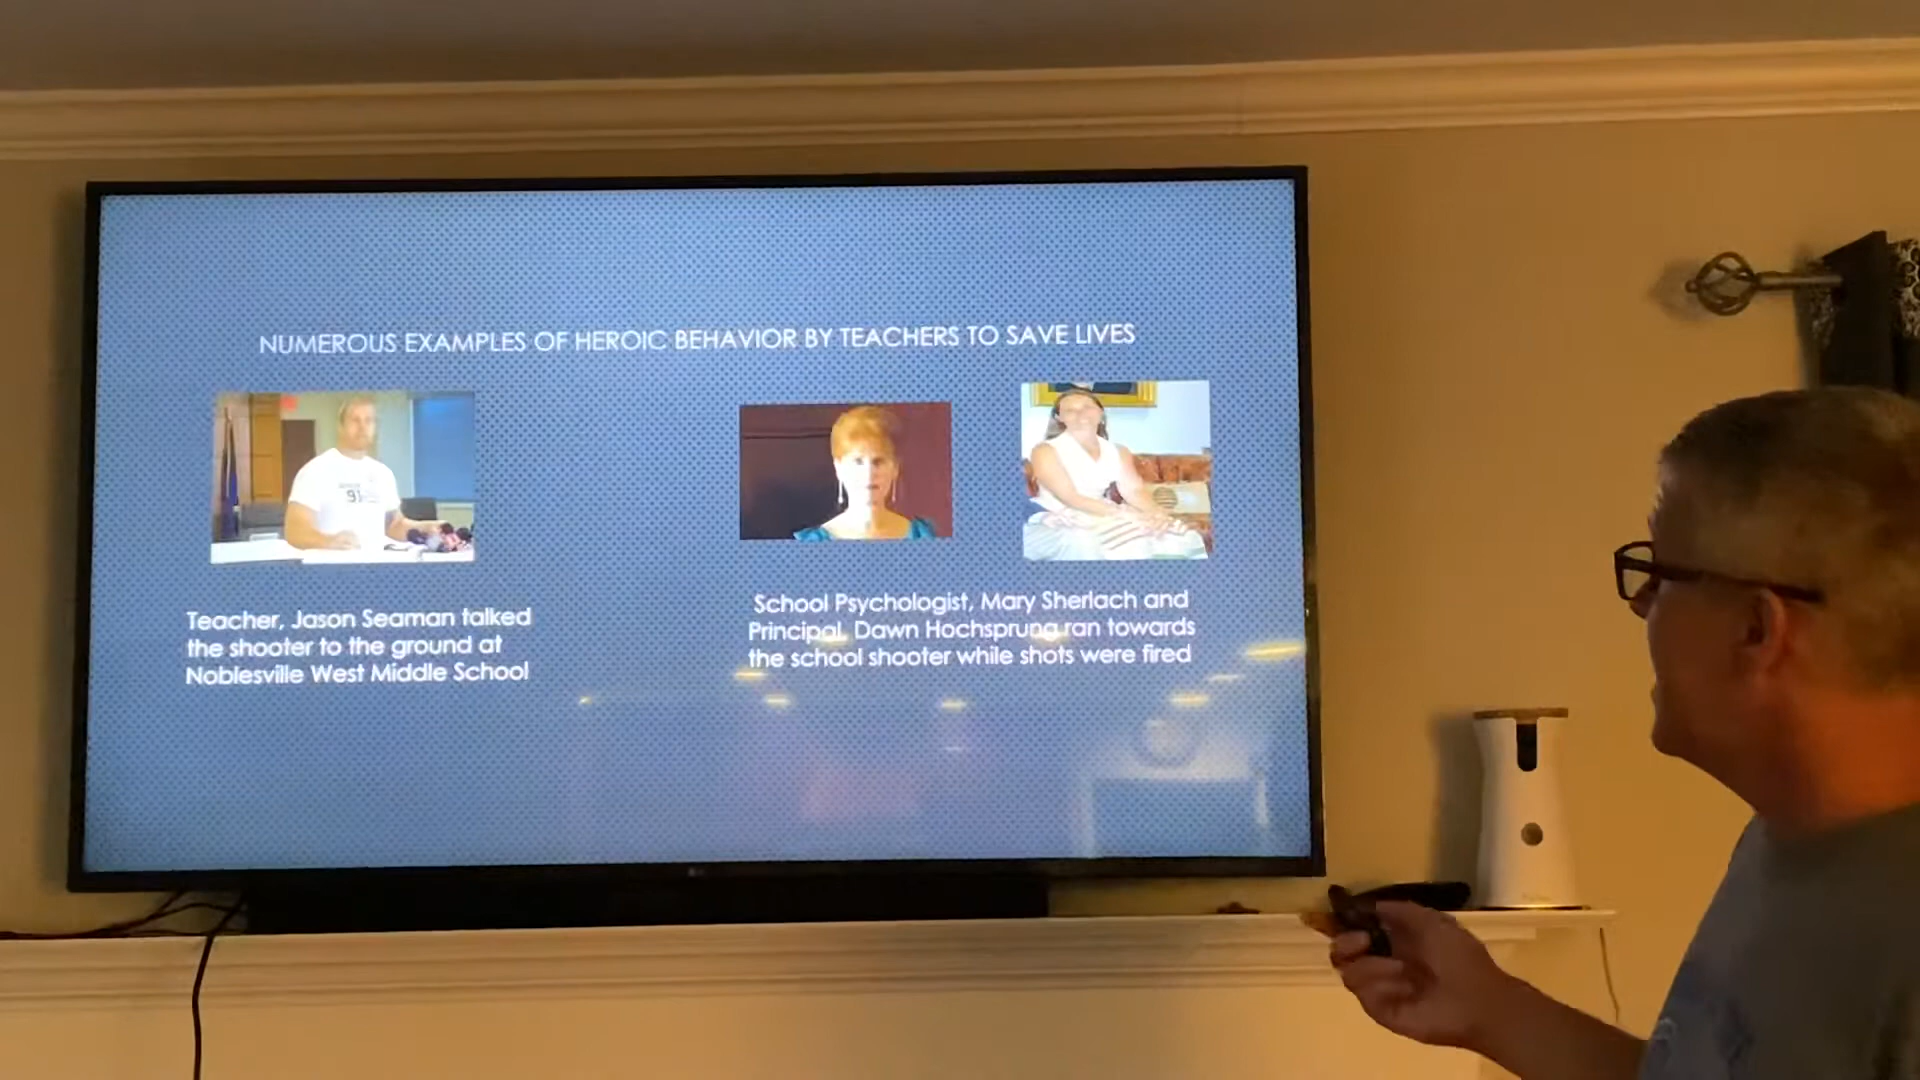 NUMEROUS EXAMPLES OF HEROIC BEHAVIOR BY TEACHERS TO SAVE LIVES
Teacher, Jason Seaman talked
the shooter to the ground at
Noblesville West Middle School
School Psychologist, Mary Sherlach and
Principal, Dawn Hochsprung ran towards
the school shooter while shots were fired